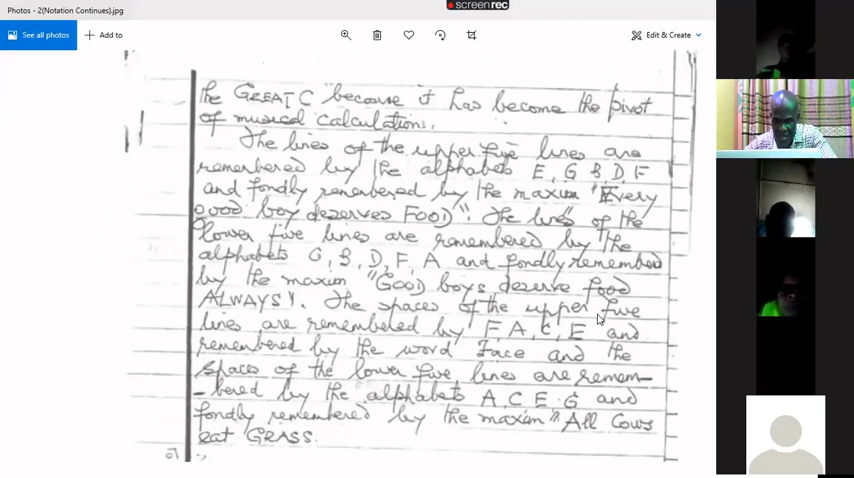 screenrec
Photos - 2(Notation Continues).jpg
See all photos
Add to
Edit & Create
the GREAT C "because it has become the pivot
of musical calculations.
The lines of the upper five lines are
remembered by the alphabets E, G B, D, F
and fondly remembered by the maxim "Every
good boy deserves FOOD". The lines of the
lower five lines are remembered by the
alphabets G, B, D, F, A and fondly remembered
by the maxim "GOOD boys deserve food
ALWAYS". The spaces of the upper five
lines are remembered by F, A, C, E and
remembered by the word Face and the
spaces of the lower five lines are remem-
-bered by the alphabets A, C E G and
fondly remembered by the maxim "All Cows
eat GRASS.